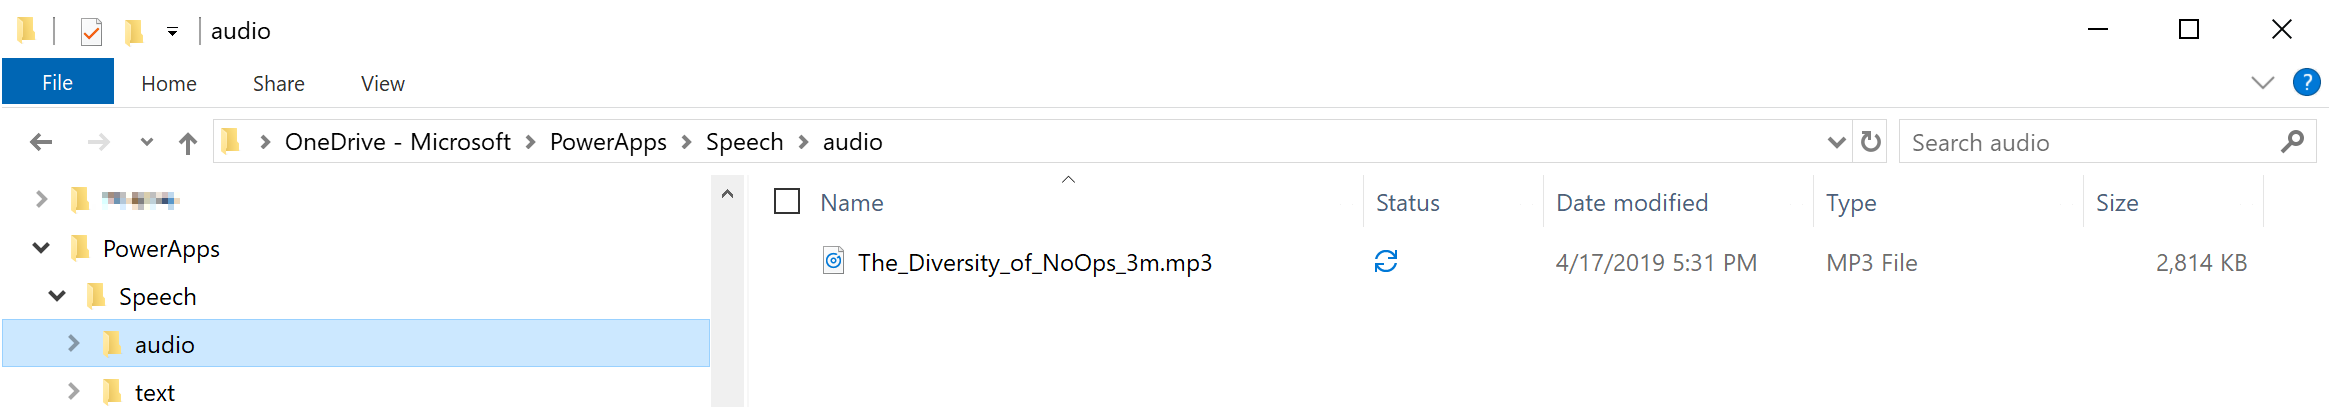 audio
File Home Share View ?
OneDrive - Microsoft PowerApps Speech audio Search audio
Name Status Date modified Type Size
PowerApps
The_Diversity_of_NoOps_3m.mp3 4/17/2019 5:31 PM MP3 File 2,814 KB
Speech
audio
text